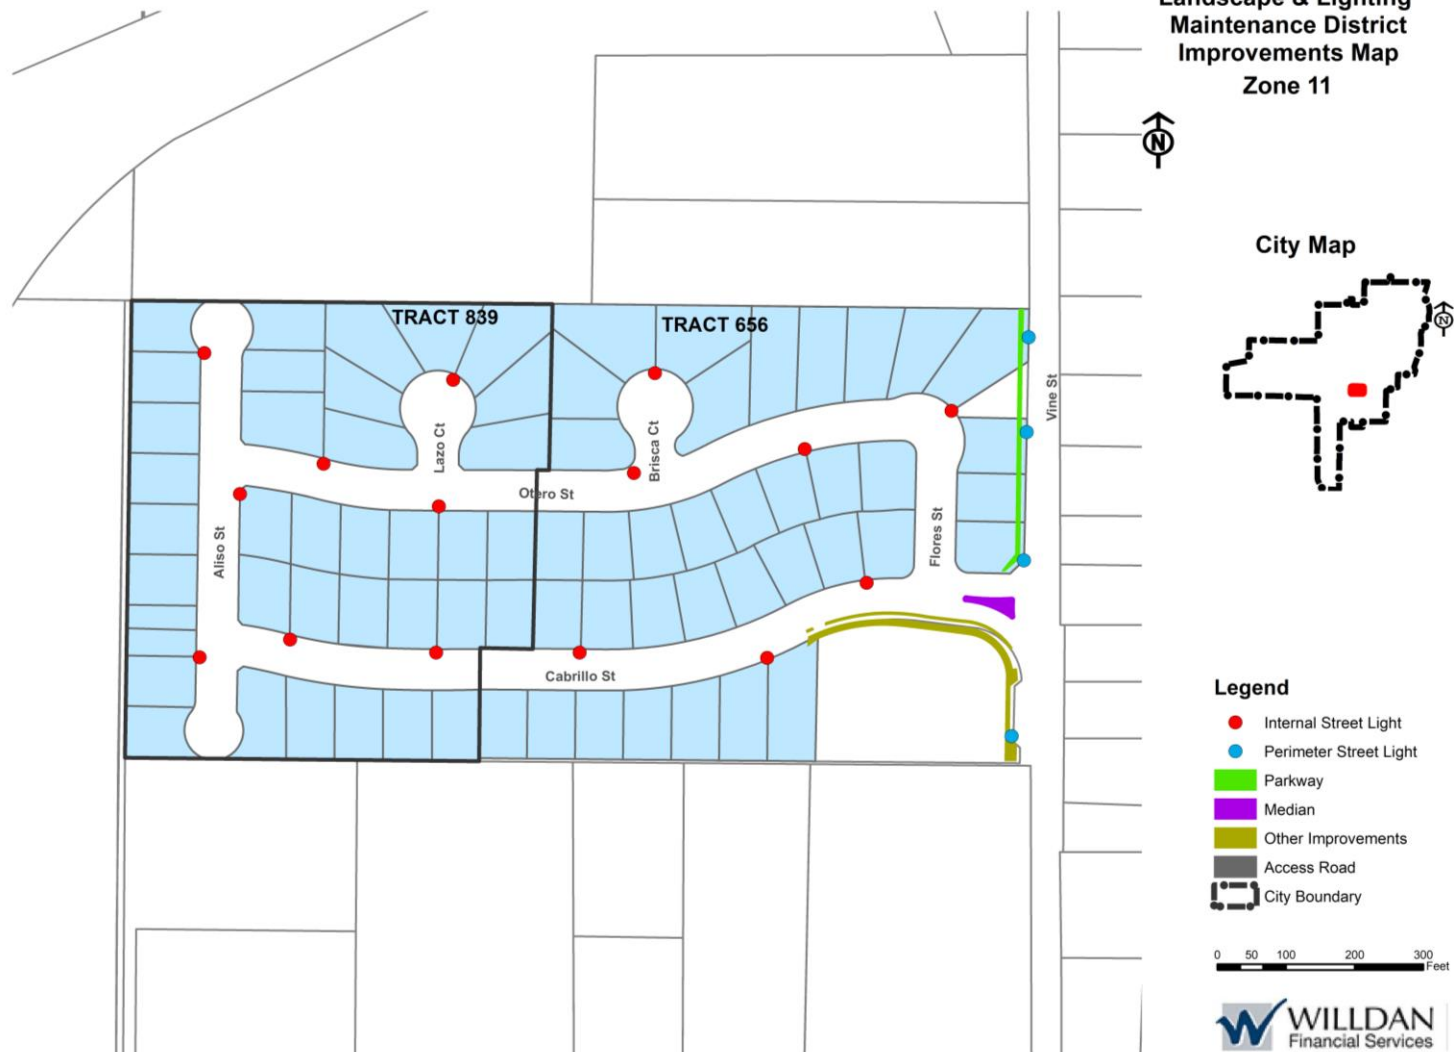 Landscape & Lighting
Maintenance District
Improvements Map
Zone 11
N
City Map
N
TRACT 839
TRACT 656
Vine St
Lazo Ct
Brisca Ct
Otero St
Aliso St
Flores St
Cabrillo St
Legend
Internal Street Light
Perimeter Street Light
Parkway
Median
Other Improvements
Access Road
City Boundary
0 50 100 200 300
Feet
W WILLDAN
Financial Services